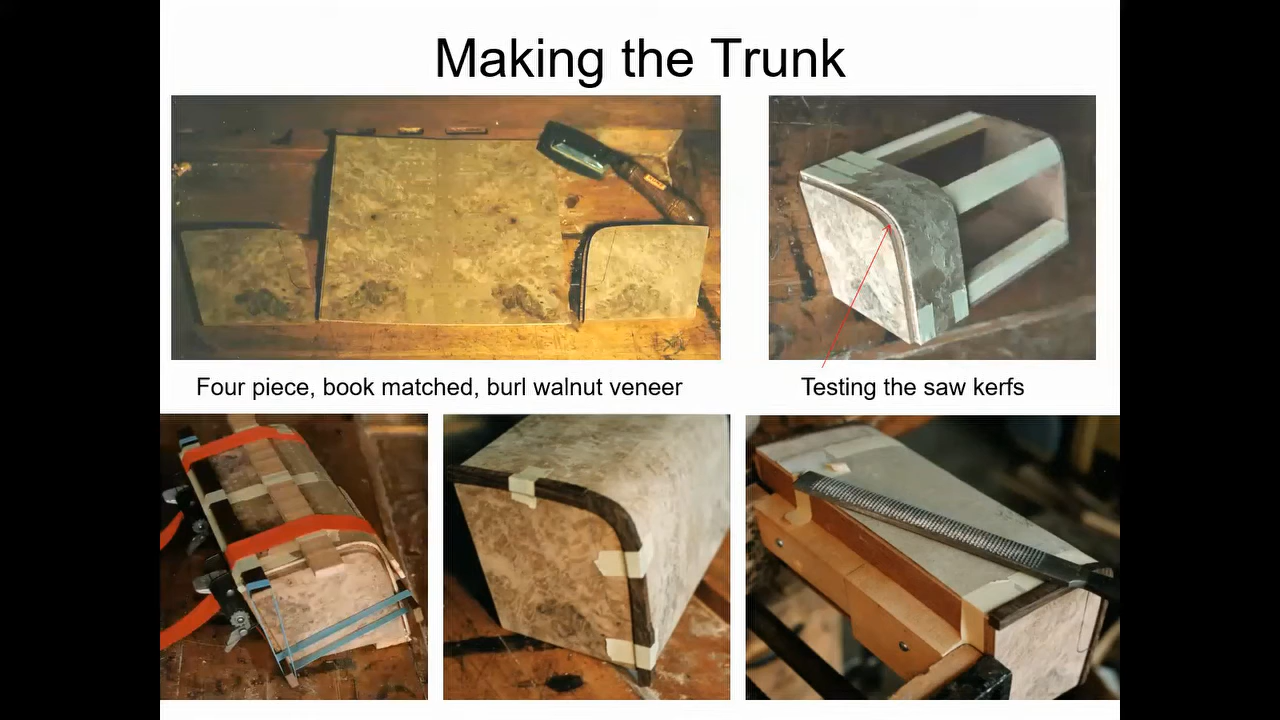 Making the Trunk
Four piece, book matched, burl walnut veneer
Testing the saw kerfs